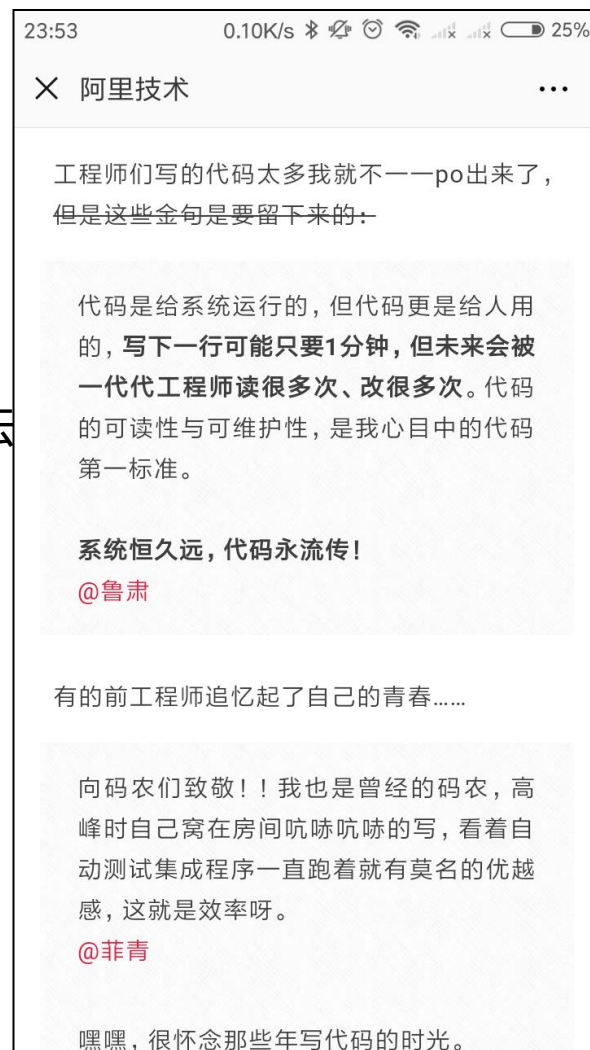 23:53 0.10K/s 25%
阿里技术
工程师们写的代码太多我就不一一po出来了,
但是这些金句是要留下来的:
代码是给系统运行的, 但代码更是给人用
的, 写下一行可能只要1分钟, 但未来会被
一代代工程师读很多次、改很多次。代码
的可读性与可维护性, 是我心目中的代码
第一标准。
系统恒久远, 代码永流传!
@鲁肃
有的前工程师追忆起了自己的青春......
向码农们致敬!! 我也是曾经的码农, 高
峰时自己窝在房间吭哧吭哧的写, 看着自
动测试集成程序一直跑着就有莫名的优越
感, 这就是效率呀。
@菲青
嘿嘿, 很怀念那些年写代码的时光。